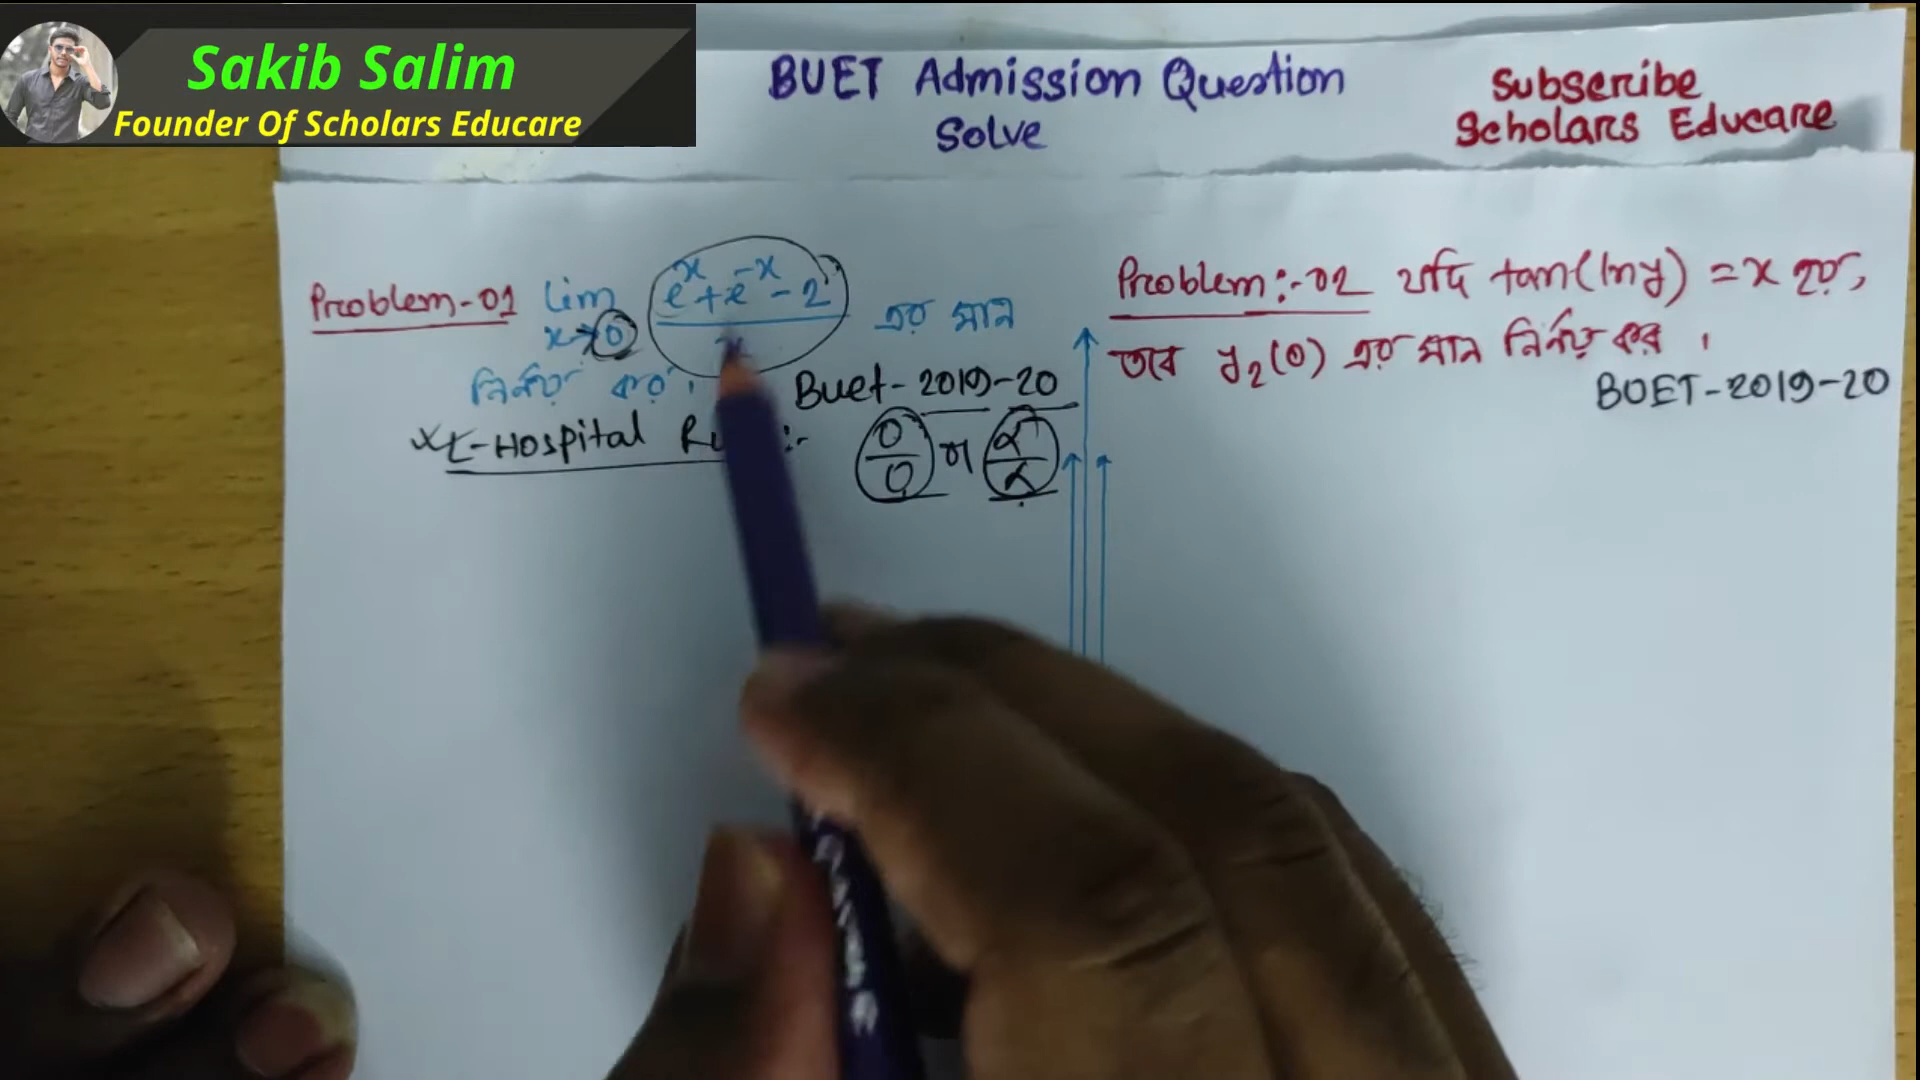 Sakib Salim
Founder Of Scholars Educare
BUET Admission Question
Solve
Subscribe
Scholars Educare
Problem-01 lim x→0 (e^x + e^-x - 2) / x এর মান
নির্ণয় কর।
Buet-2019-20
L-Hospital :- 0/0 বা ∝/∝
Problem:-02 যদি tan(lny) = x হয়,
তবে y₂(0) এর মান নির্ণয় কর।
BUET-2019-20